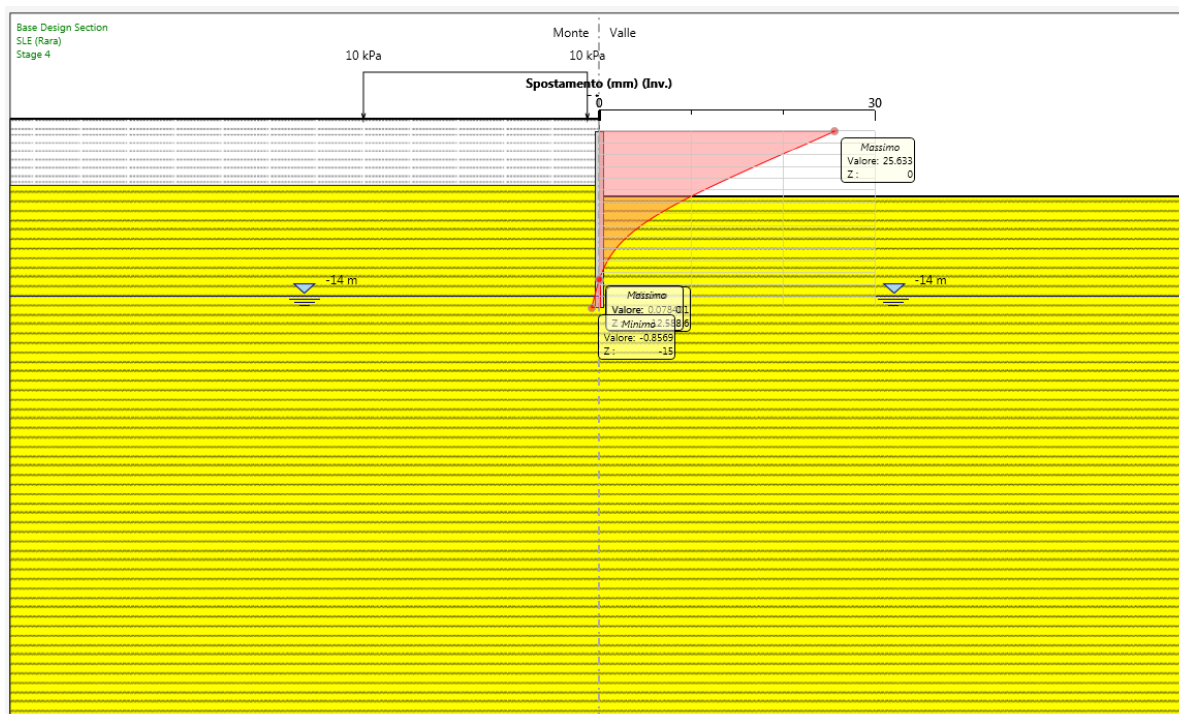 Base Design Section
SLE (Rara)
Stage 4
Monte
Valle
10 kPa
10 kPa
Spostamento (mm) (Inv.)
0
30
Massimo
Valore: 25.633
Z : 0
-14 m
-14 m
Massimo
Valore:
Z :
Minimo
Valore: -0.8569
Z : -15